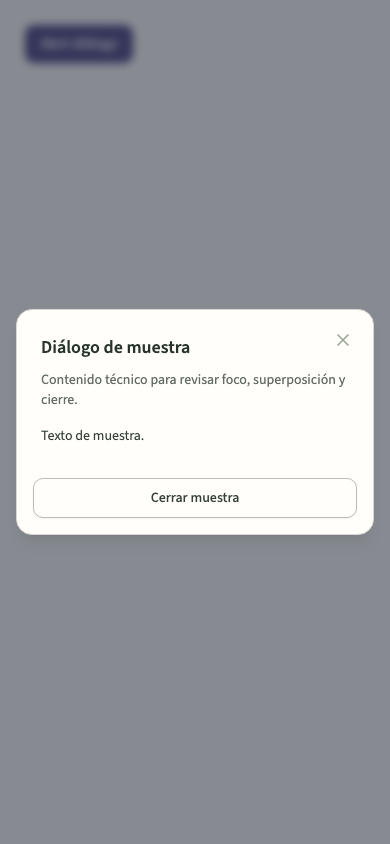 Diálogo de muestra
Contenido técnico para revisar foco, superposición y
cierre.
Texto de muestra.
Cerrar muestra